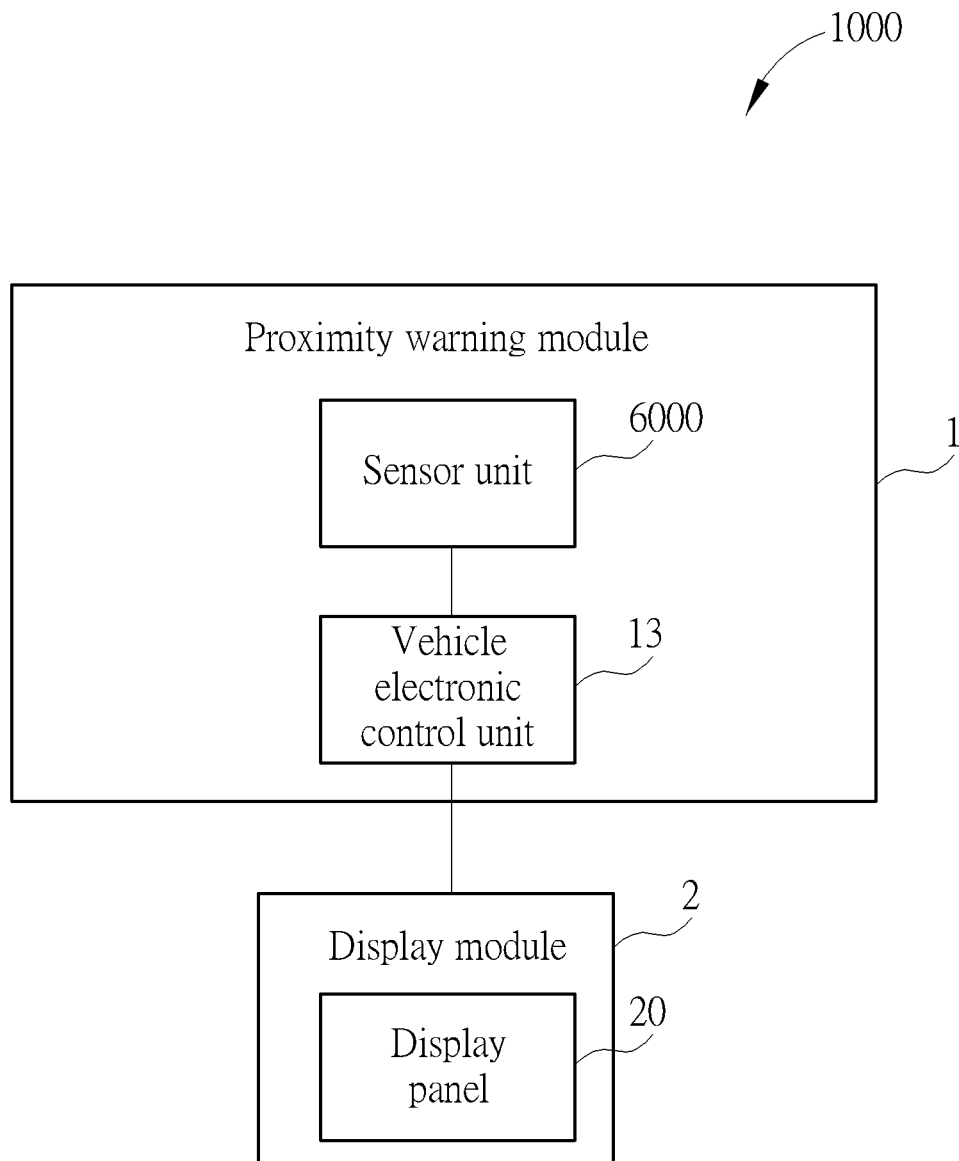 1000
Proximity warning module
6000
Sensor unit
1
Vehicle
electronic
control unit
13
2
Display module
20
Display
panel